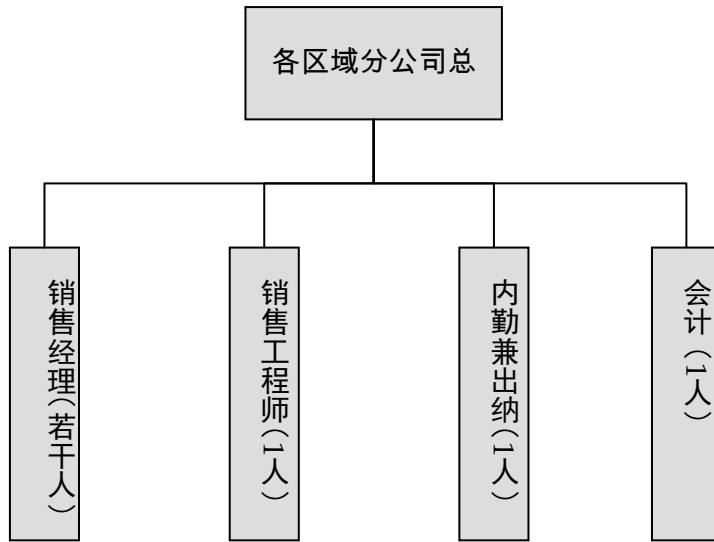 各区域分公司总
销售经理（若干人）
销售工程师（1人）
内勤兼出纳（1人）
会计（1人）